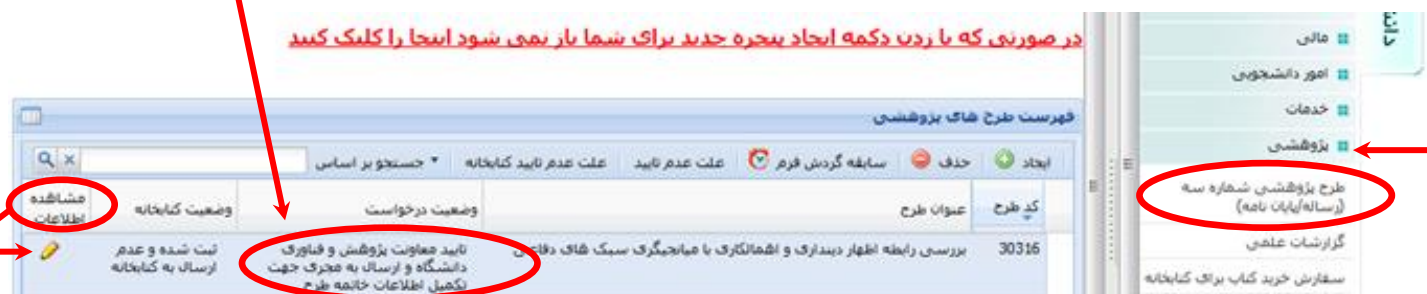 دانش
مالی
امور دانشجویی
خدمات
پژوهشی
طرح پژوهشی شماره سه
(رساله/پایان نامه)
گزارشات علمی
سفارش خرید کتاب برای کتابخانه
در صورتی که با زدن دکمه ایجاد پنجره جدید برای شما باز نمی شود اینجا را کلیک کنید
فهرست طرح های پژوهشی
ایجاد حذف سابقه گردش فرم علت عدم تایید علت عدم تایید کتابخانه جستجو بر اساس
کد طرح عنوان طرح وضعیت درخواست وضعیت کتابخانه مشاهده
اطلاعات
30316 بررسی رابطه اظهار دینداری و اهمالکاری با میانجیگری سبک های دفاعی تایید معاونت پژوهش و فناوری ثبت شده و عدم
دانشگاه و ارسال به مجری جهت ارسال به کتابخانه
تکمیل اطلاعات خاتمه طرح